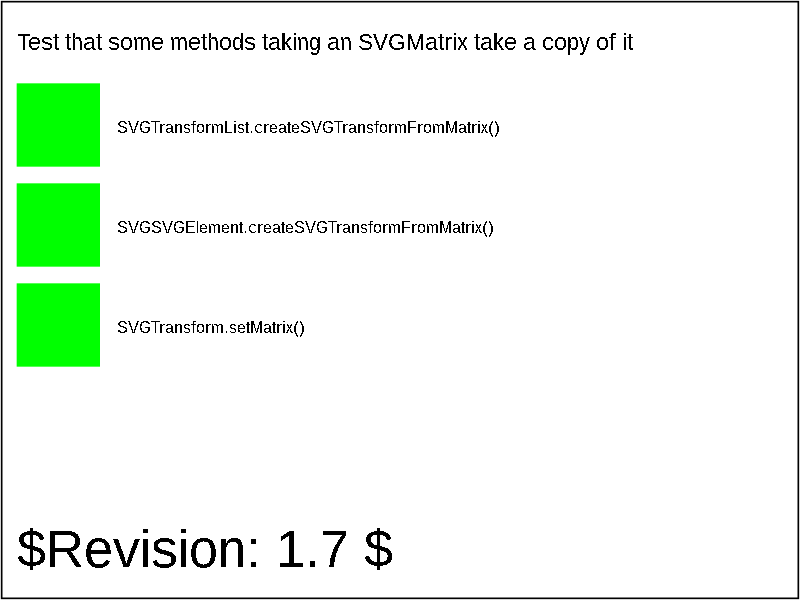 Test that some methods taking an SVGMatrix take a copy of it
SVGTransformList.createSVGTransformFromMatrix()
SVGSVGElement.createSVGTransformFromMatrix()
SVGTransform.setMatrix()
$Revision: 1.7 $